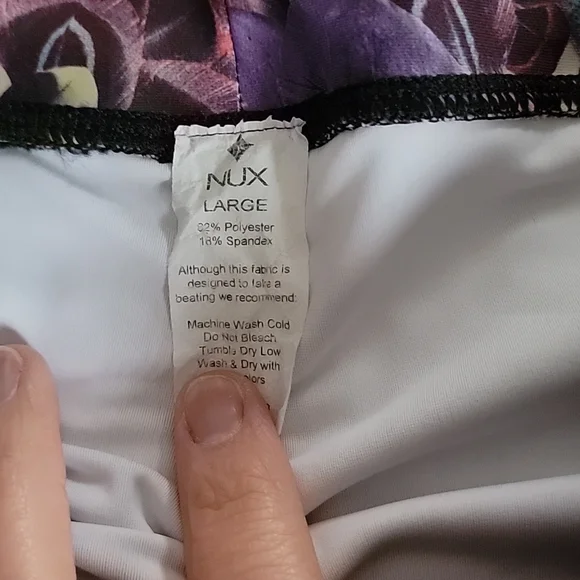 NUX
LARGE
82% Polyester
18% Spandex
Although this fabric is
designed to take a
beating we recommend:
Machine Wash Cold
Do Not Bleach
Tumble Dry Low
Wash & Dry with